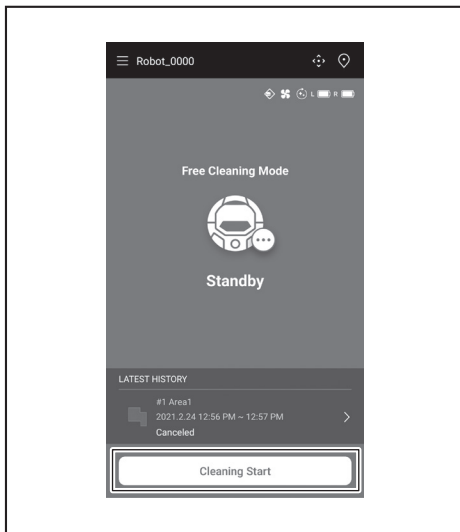 Robot_0000
L R
Free Cleaning Mode
Standby
LATEST HISTORY
#1 Area1
2021.2.24 12:56 PM ~ 12:57 PM
Canceled
Cleaning Start